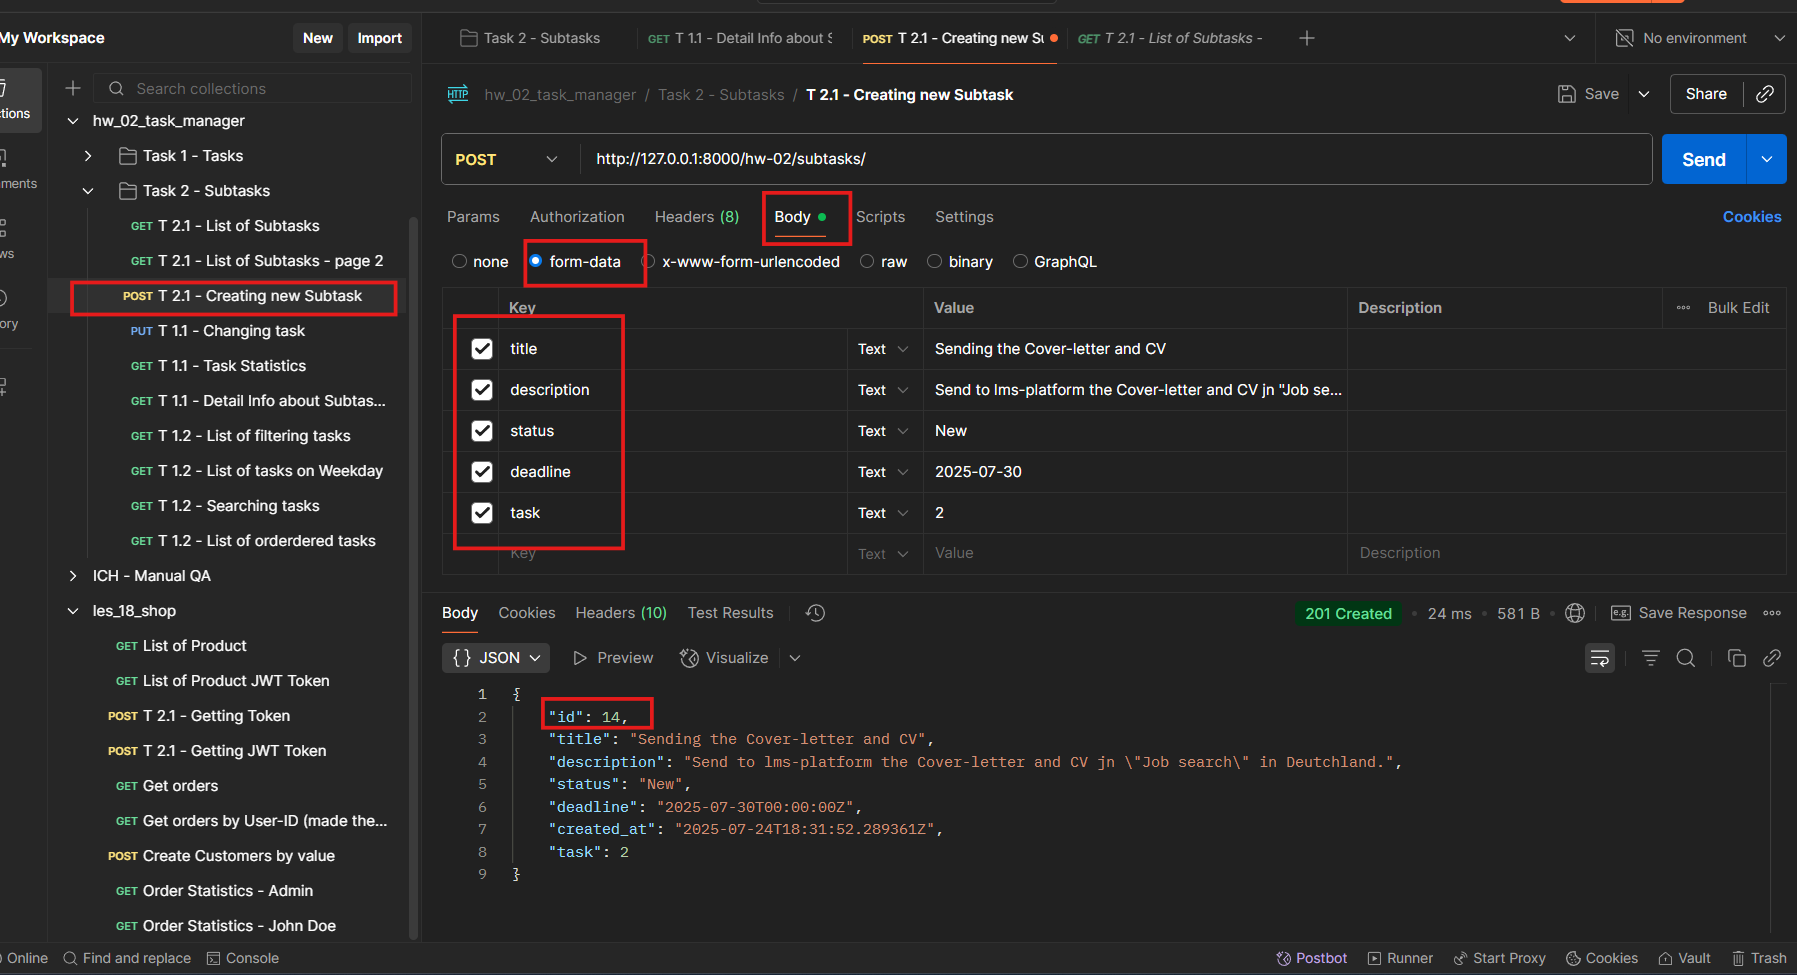 My Workspace
New
Import
Search collections
hw_02_task_manager
Task 1 - Tasks
Task 2 - Subtasks
GET T 2.1 - List of Subtasks
GET T 2.1 - List of Subtasks - page 2
POST T 2.1 - Creating new Subtask
PUT T 1.1 - Changing task
GET T 1.1 - Task Statistics
GET T 1.1 - Detail Info about Subtas...
GET T 1.2 - List of filtering tasks
GET T 1.2 - List of tasks on Weekday
GET T 1.2 - Searching tasks
GET T 1.2 - List of orderdered tasks
ICH - Manual QA
les_18_shop
GET List of Product
GET List of Product JWT Token
POST T 2.1 - Getting Token
POST T 2.1 - Getting JWT Token
GET Get orders
GET Get orders by User-ID (made the...
POST Create Customers by value
GET Order Statistics - Admin
GET Order Statistics - John Doe
Task 2 - Subtasks
GET T 1.1 - Detail Info about S
POST T 2.1 - Creating new Su
GET T 2.1 - List of Subtasks -
No environment
HTTP hw_02_task_manager / Task 2 - Subtasks / T 2.1 - Creating new Subtask
Save
Share
POST http://127.0.0.1:8000/hw-02/subtasks/
Send
Params Authorization Headers (8) Body Scripts Settings Cookies
none form-data x-www-form-urlencoded raw binary GraphQL
Key Value Description Bulk Edit
title Text Sending the Cover-letter and CV
description Text Send to lms-platform the Cover-letter and CV jn "Job se...
status Text New
deadline Text 2025-07-30
task Text 2
Key Text Value Description
Body Cookies Headers (10) Test Results 201 Created 24 ms 581 B e.g. Save Response
{} JSON Preview Visualize
1 {
2 "id": 14,
3 "title": "Sending the Cover-letter and CV",
4 "description": "Send to lms-platform the Cover-letter and CV jn \"Job search\" in Deutchland.",
5 "status": "New",
6 "deadline": "2025-07-30T00:00:00Z",
7 "created_at": "2025-07-24T18:31:52.289361Z",
8 "task": 2
9 }
Online Find and replace Console Postbot Runner Start Proxy Cookies Vault Trash